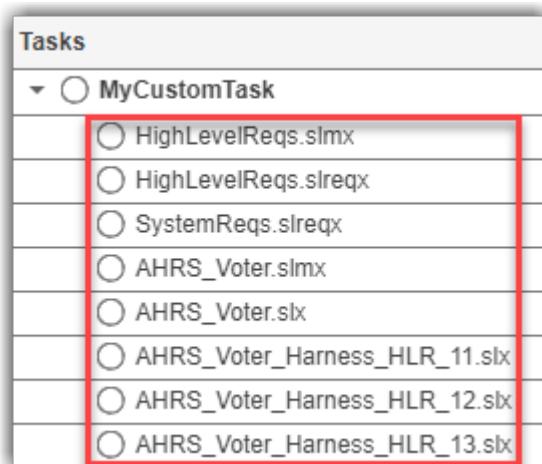 Tasks
MyCustomTask
HighLevelReqs.slmx
HighLevelReqs.slreqx
SystemReqs.slreqx
AHRS_Voter.slmx
AHRS_Voter.slx
AHRS_Voter_Harness_HLR_11.slx
AHRS_Voter_Harness_HLR_12.slx
AHRS_Voter_Harness_HLR_13.slx